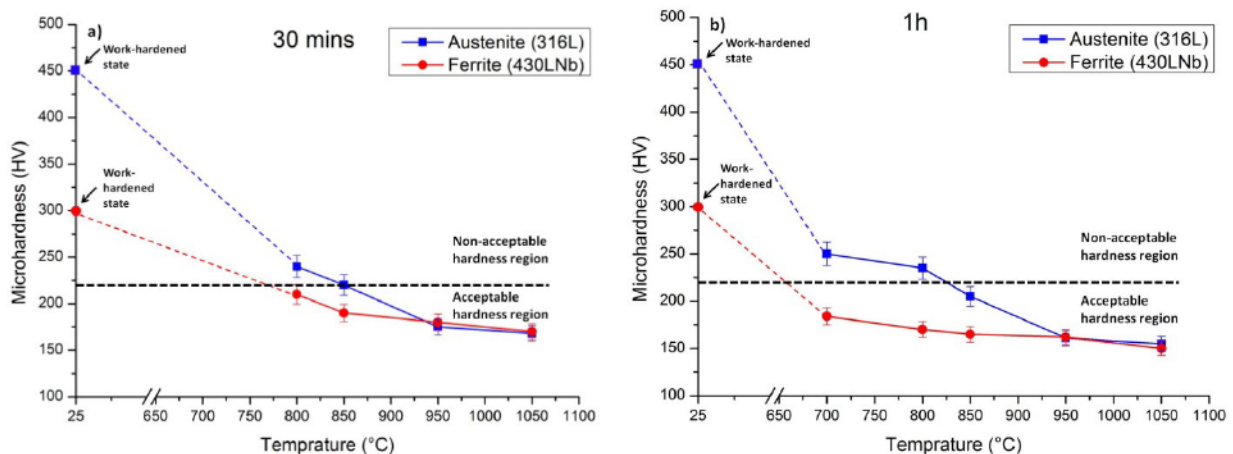 a)
30 mins
Austenite (316L)
Ferrite (430LNb)
Work-hardened
state
Work-
hardened
state
Non-acceptable
hardness region
Acceptable
hardness region
Microhardness (HV)
500
450
400
350
300
250
200
150
100
25
650
700
750
800
850
900
950
1000
1050
1100
Temprature (°C)
b)
1h
Austenite (316L)
Ferrite (430LNb)
Work-hardened
state
Work-
hardened
state
Non-acceptable
hardness region
Acceptable
hardness region
Microhardness (HV)
500
450
400
350
300
250
200
150
100
25
650
700
750
800
850
900
950
1000
1050
1100
Temprature (°C)